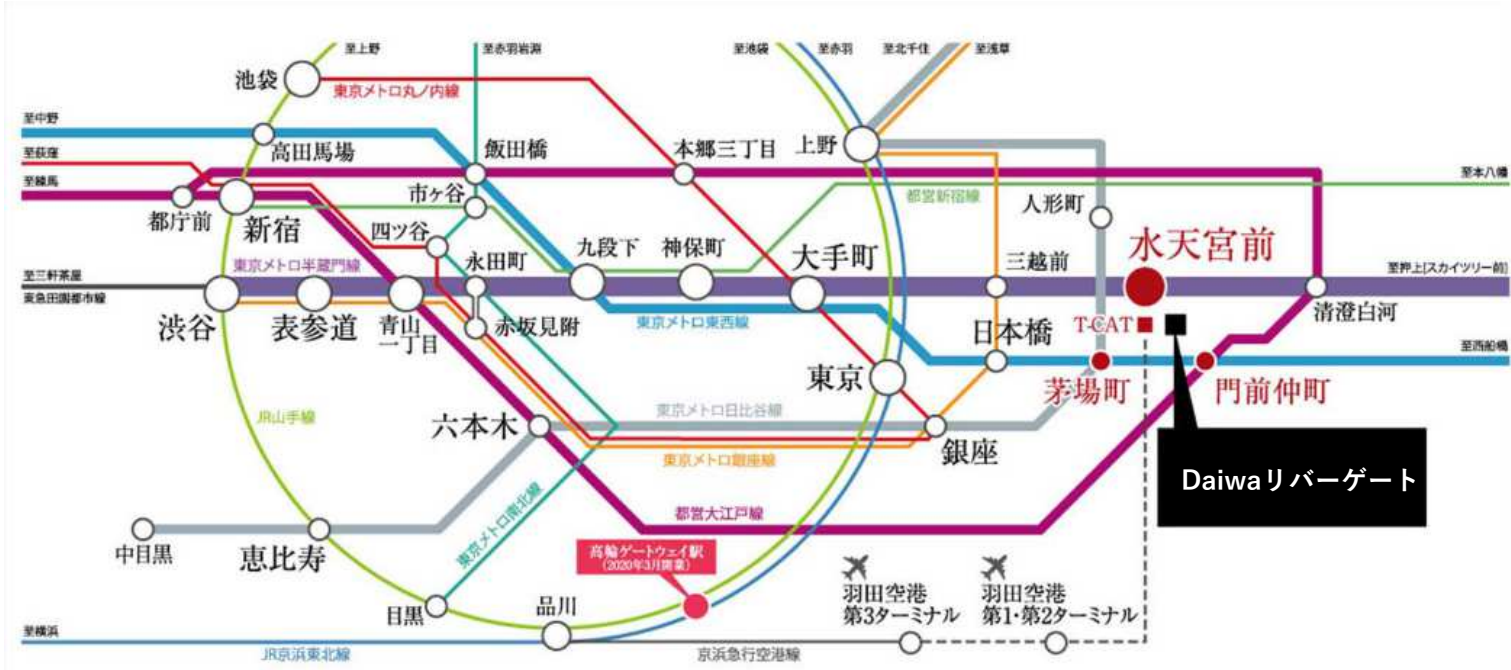 至上野
至赤羽岩淵
至池袋
至赤羽
至北千住
至浅草
池袋
東京メトロ丸ノ内線
至中野
高田馬場
飯田橋
本郷三丁目
上野
至荻窪
至練馬
都庁前
新宿
市ヶ谷
四ツ谷
都営新宿線
至本八幡
人形町
水天宮前
東京メトロ半蔵門線
永田町
九段下
神保町
大手町
三越前
至三軒茶屋
東急田園都市線
至押上[スカイツリー前]
渋谷
表参道
青山
一丁目
赤坂見附
東京メトロ東西線
日本橋
T-CAT
清澄白河
至西船橋
東京
茅場町
門前仲町
JR山手線
六本木
東京メトロ日比谷線
銀座
東京メトロ銀座線
Daiwaリバーゲート
東京メトロ南北線
都営大江戸線
中目黒
恵比寿
高輪ゲートウェイ駅
(2020年3月開業)
目黒
品川
羽田空港
第3ターミナル
羽田空港
第1・第2ターミナル
至横浜
JR京浜東北線
京浜急行空港線